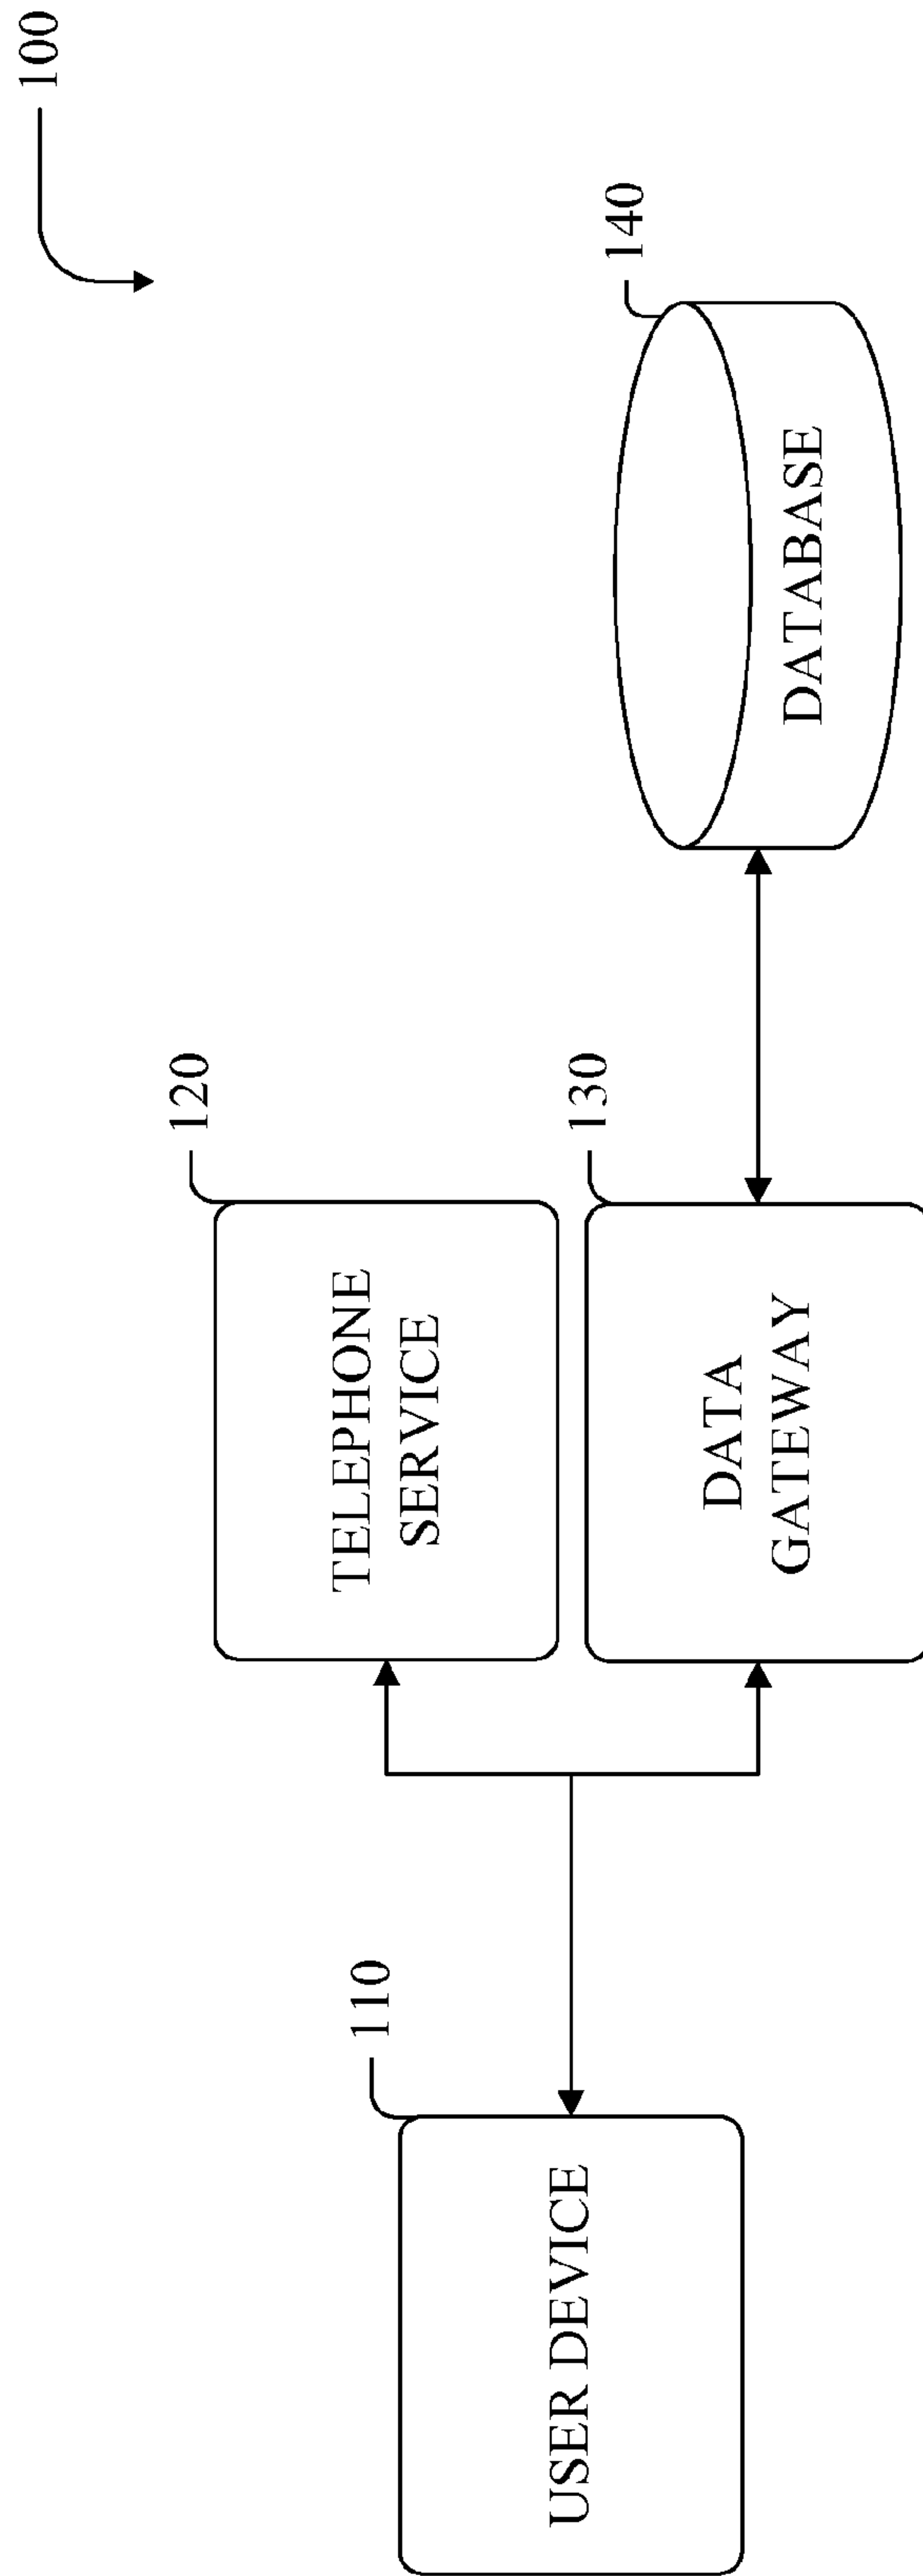 100
110
USER DEVICE
120
TELEPHONE
SERVICE
130
DATA
GATEWAY
140
DATABASE